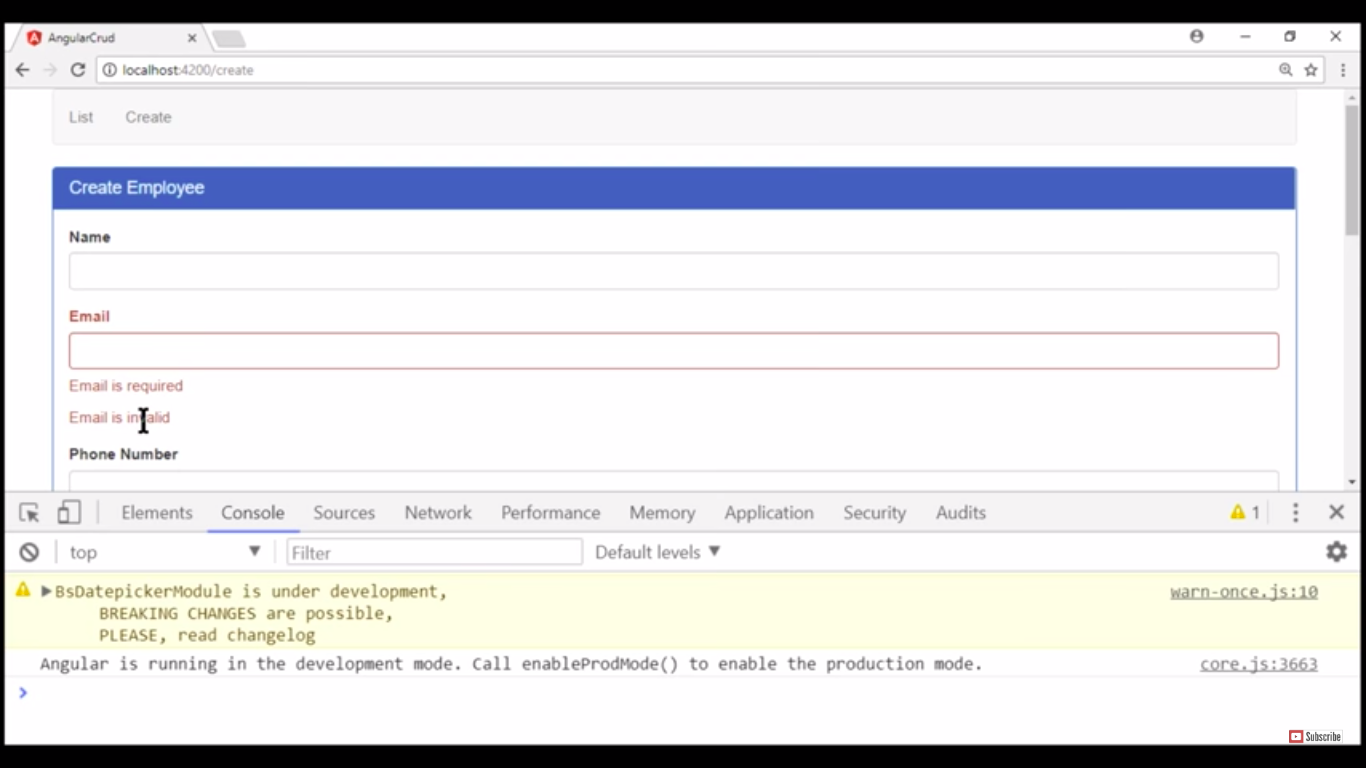 AngularCrud
localhost:4200/create
List Create
Create Employee
Name
Email
Email is required
Email is invalid
Phone Number
Elements Console Sources Network Performance Memory Application Security Audits 1
top Filter Default levels
BsDatepickerModule is under development, warn-once.js:10
BREAKING CHANGES are possible,
PLEASE, read changelog
Angular is running in the development mode. Call enableProdMode() to enable the production mode. core.js:3663
Subscribe